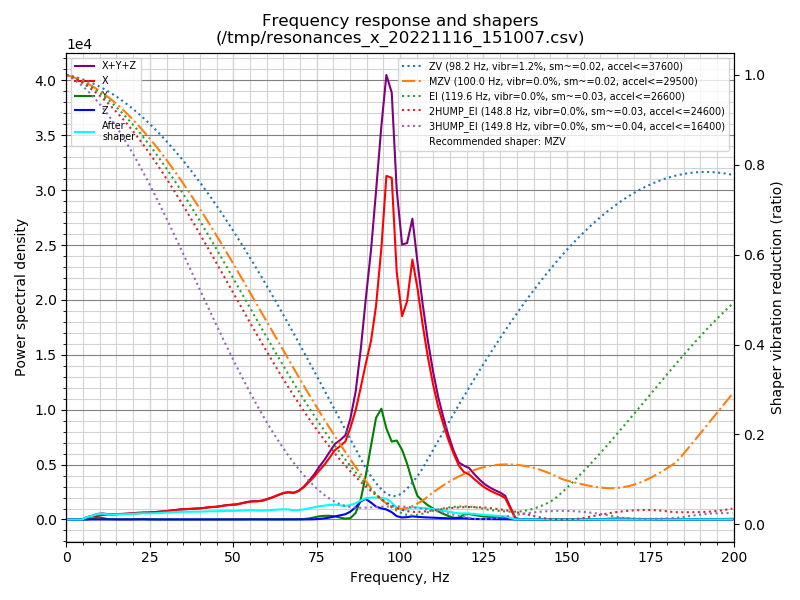 Frequency response and shapers
(/tmp/resonances_x_20221116_151007.csv)
1e4
X+Y+Z
X
Y
Z
After
shaper
ZV (98.2 Hz, vibr=1.2%, sm~=0.02, accel<=37600)
MZV (100.0 Hz, vibr=0.0%, sm~=0.02, accel<=29500)
EI (119.6 Hz, vibr=0.0%, sm~=0.03, accel<=26600)
2HUMP_EI (148.8 Hz, vibr=0.0%, sm~=0.03, accel<=24600)
3HUMP_EI (149.8 Hz, vibr=0.0%, sm~=0.04, accel<=16400)
Recommended shaper: MZV
4.0
3.5
3.0
2.5
2.0
1.5
1.0
0.5
0.0
Power spectral density
1.0
0.8
0.6
0.4
0.2
0.0
Shaper vibration reduction (ratio)
0 25 50 75 100 125 150 175 200
Frequency, Hz